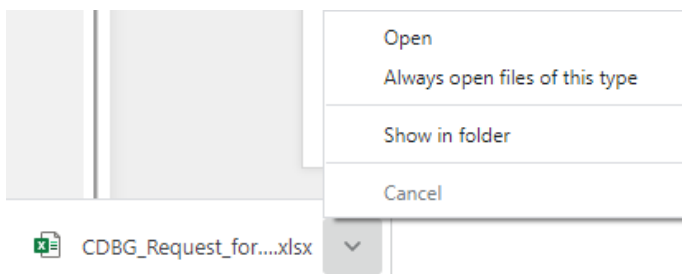 Open
Always open files of this type
Show in folder
Cancel
CDBG_Request_for....xlsx